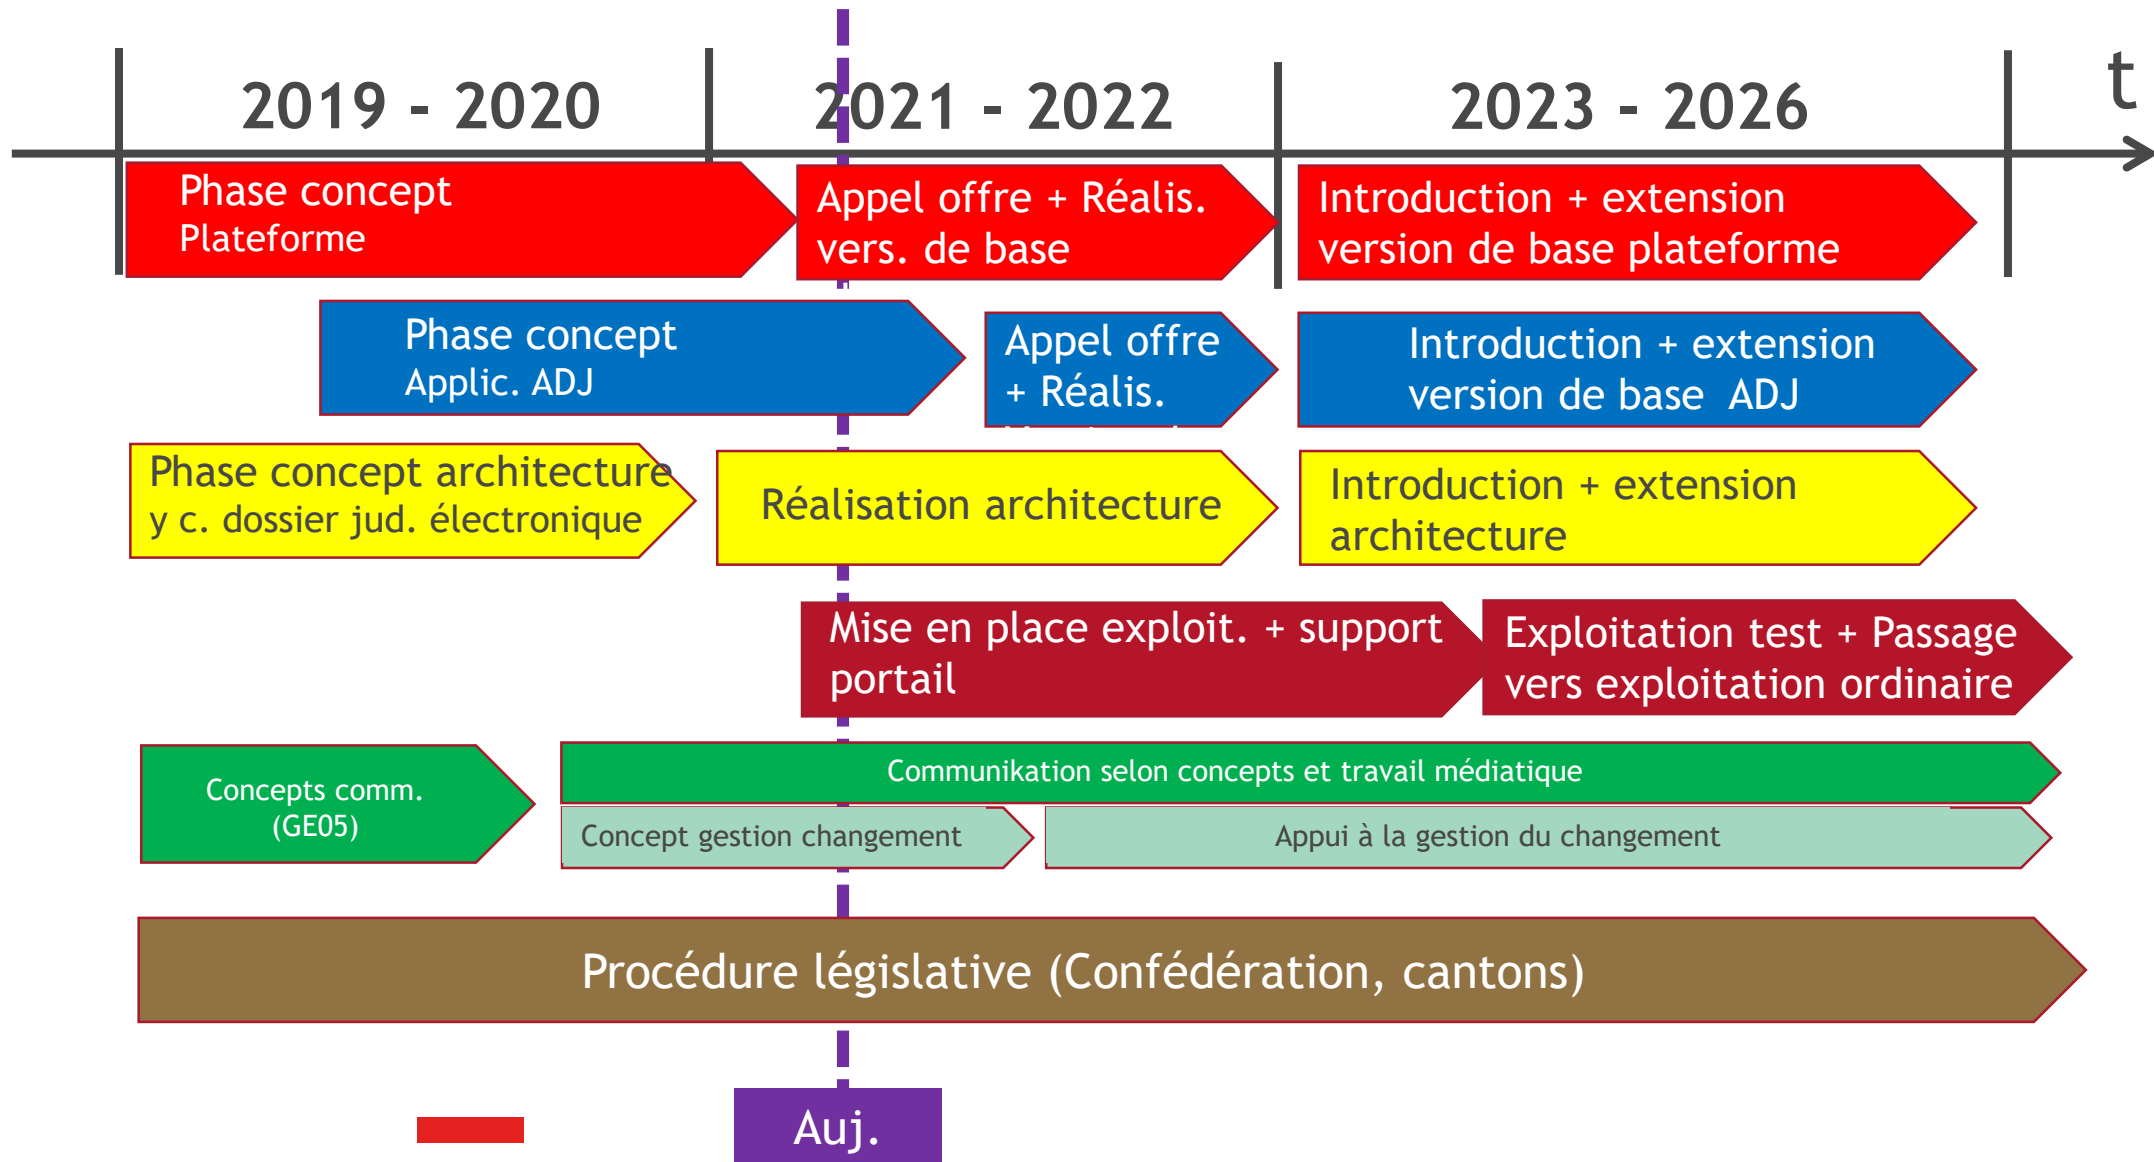 2019 - 2020
2021 - 2022
2023 - 2026
t
Phase concept
Plateforme
Appel offre + Réalis.
vers. de base
Introduction + extension
version de base plateforme
Phase concept
Applic. ADJ
Appel offre
+ Réalis.
Introduction + extension
version de base ADJ
Phase concept architecture
y c. dossier jud. électronique
Réalisation architecture
Introduction + extension
architecture
Mise en place exploit. + support
portail
Exploitation test + Passage
vers exploitation ordinaire
Concepts comm.
(GE05)
Communikation selon concepts et travail médiatique
Concept gestion changement
Appui à la gestion du changement
Procédure législative (Confédération, cantons)
Auj.